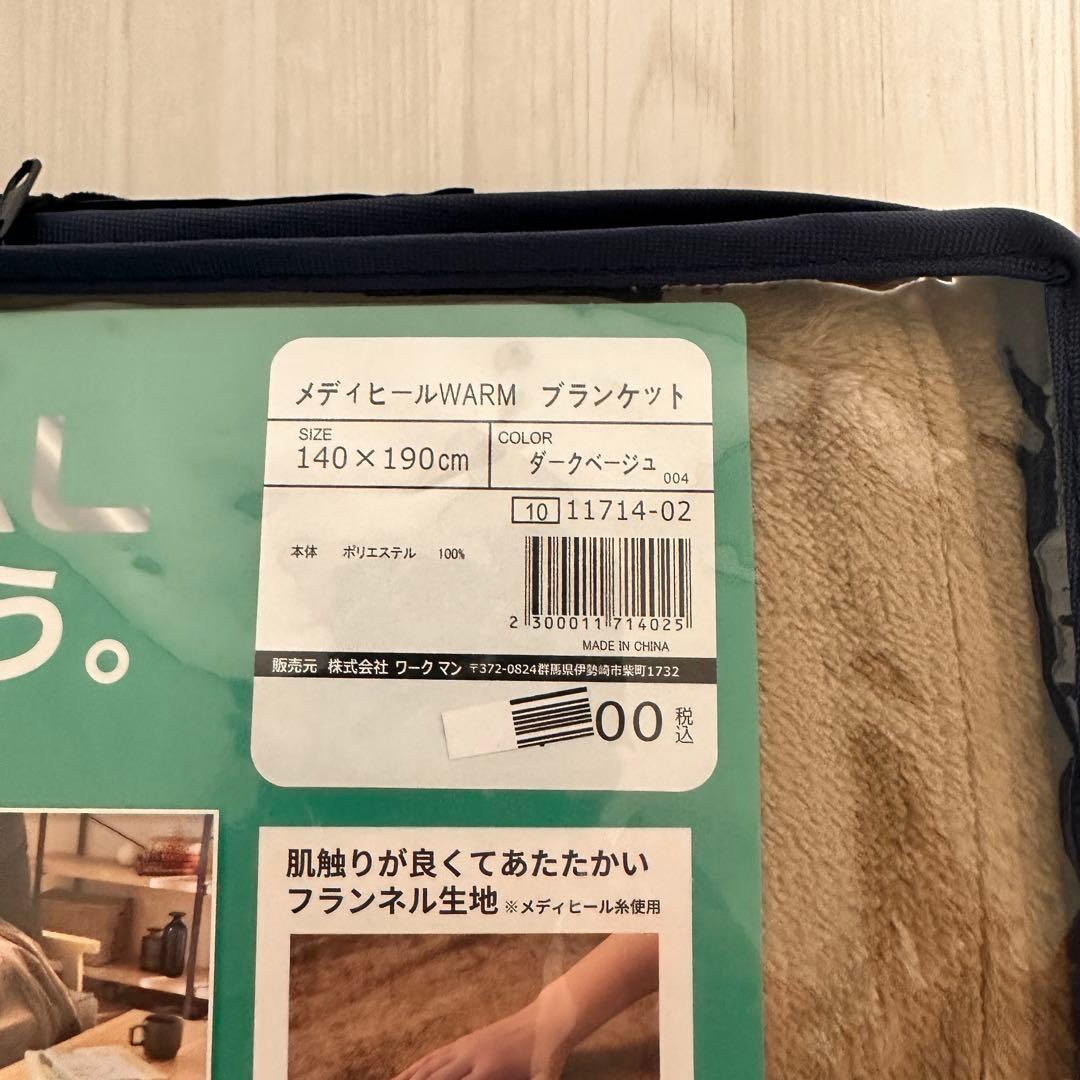 メディヒールWARM ブランケット
SIZE
140×190cm
COLOR
ダークベージュ
004
10 11714-02
本体 ポリエステル 100%
2 300011 714025
MADE IN CHINA
販売元 株式会社 ワークマン 〒372-0824群馬県伊勢崎市柴町1732
00 税込
AL
う。
肌触りが良くてあたたかい
フランネル生地 ※メディヒール糸使用